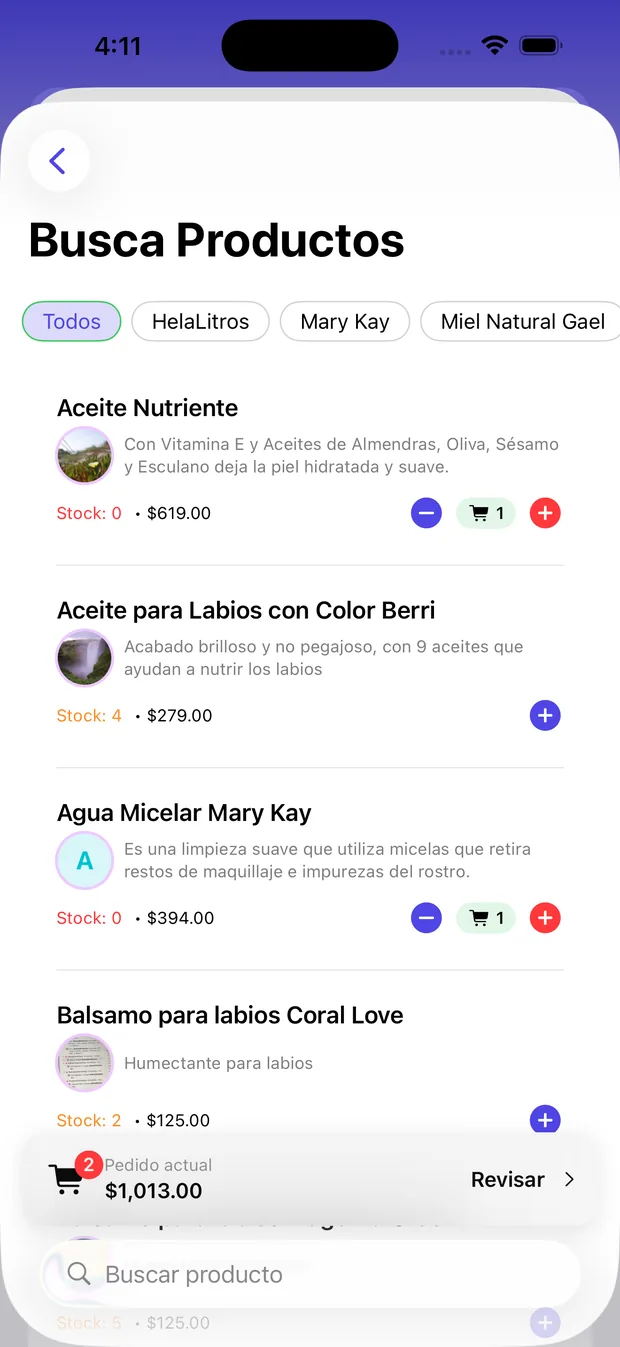 4:11
Busca Productos
Todos
HelaLitros
Mary Kay
Miel Natural Gael
Aceite Nutriente
Con Vitamina E y Aceites de Almendras, Oliva, Sésamo
y Esculano deja la piel hidratada y suave.
Stock: 0 • $619.00
1
Aceite para Labios con Color Berri
Acabado brilloso y no pegajoso, con 9 aceites que
ayudan a nutrir los labios
Stock: 4 • $279.00
Agua Micelar Mary Kay
A
Es una limpieza suave que utiliza micelas que retira
restos de maquillaje e impurezas del rostro.
Stock: 0 • $394.00
1
Balsamo para labios Coral Love
Humectante para labios
Stock: 2 • $125.00
2
Pedido actual
$1,013.00
Revisar
Buscar producto
Stock: 5 • $125.00